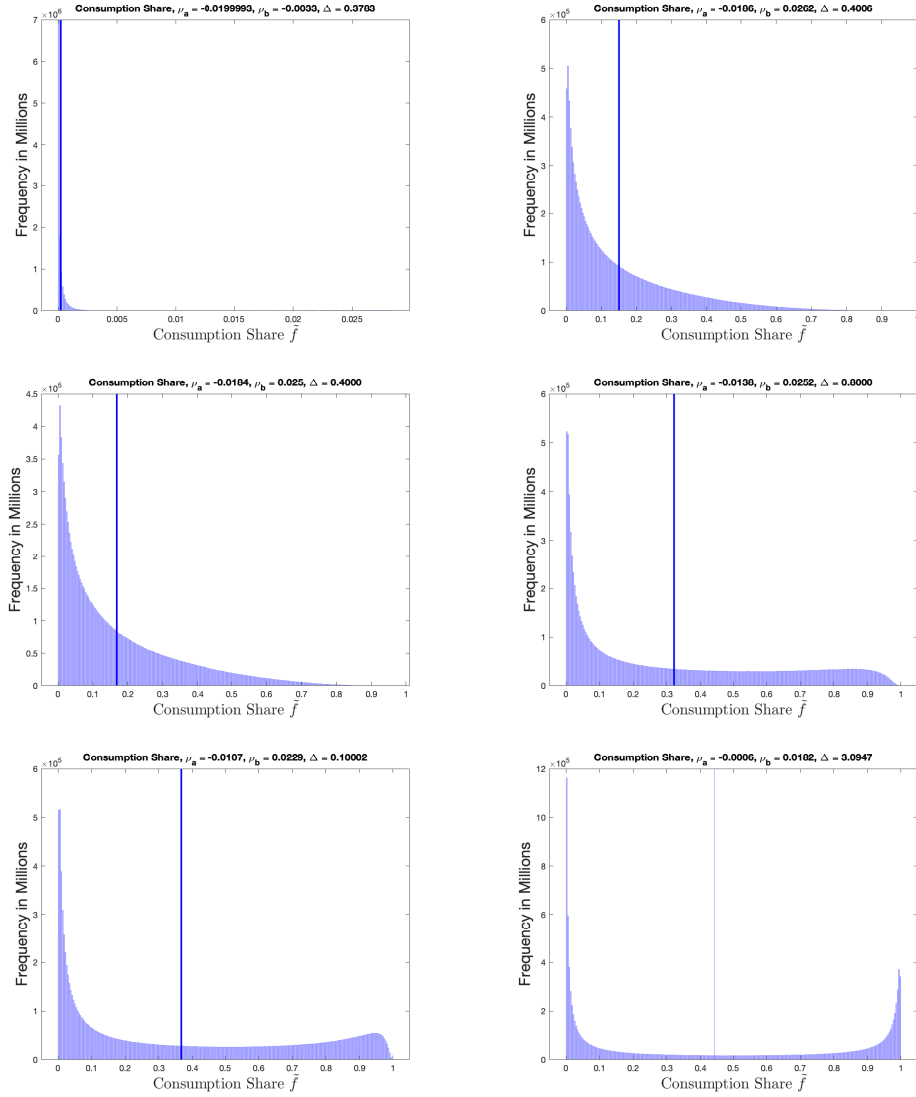 Consumption Share, μa = -0.0199993, μb = -0.0033, Δ = 0.3783
×10^6
7
6
5
4
3
2
1
0
Frequency in Millions
0 0.005 0.01 0.015 0.02 0.025
Consumption Share f̃
Consumption Share, μa = -0.0186, μb = 0.0262, Δ = 0.4006
×10^5
6
5
4
3
2
1
0
Frequency in Millions
0 0.1 0.2 0.3 0.4 0.5 0.6 0.7 0.8 0.9 1
Consumption Share f̃
Consumption Share, μa = -0.0184, μb = 0.025, Δ = 0.4000
×10^5
4.5
4
3.5
3
2.5
2
1.5
1
0.5
0
Frequency in Millions
0 0.1 0.2 0.3 0.4 0.5 0.6 0.7 0.8 0.9 1
Consumption Share f̃
Consumption Share, μa = -0.0138, μb = 0.0252, Δ = 0.8000
×10^5
6
5
4
3
2
1
0
Frequency in Millions
0 0.1 0.2 0.3 0.4 0.5 0.6 0.7 0.8 0.9 1
Consumption Share f̃
Consumption Share, μa = -0.0107, μb = 0.0229, Δ = 0.10002
×10^5
6
5
4
3
2
1
0
Frequency in Millions
0 0.1 0.2 0.3 0.4 0.5 0.6 0.7 0.8 0.9 1
Consumption Share f̃
Consumption Share, μa = -0.0006, μb = 0.0182, Δ = 3.0947
×10^5
12
10
8
6
4
2
0
Frequency in Millions
0 0.1 0.2 0.3 0.4 0.5 0.6 0.7 0.8 0.9 1
Consumption Share f̃